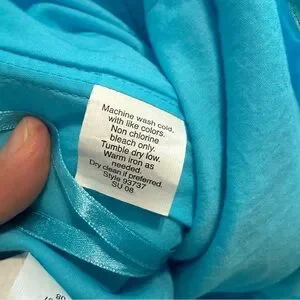 Machine wash cold.
with like colors.
Non chlorine
bleach only.
Tumble dry low.
Warm iron as
needed.
Dry clean if preferred.
Style 93737
SU 08